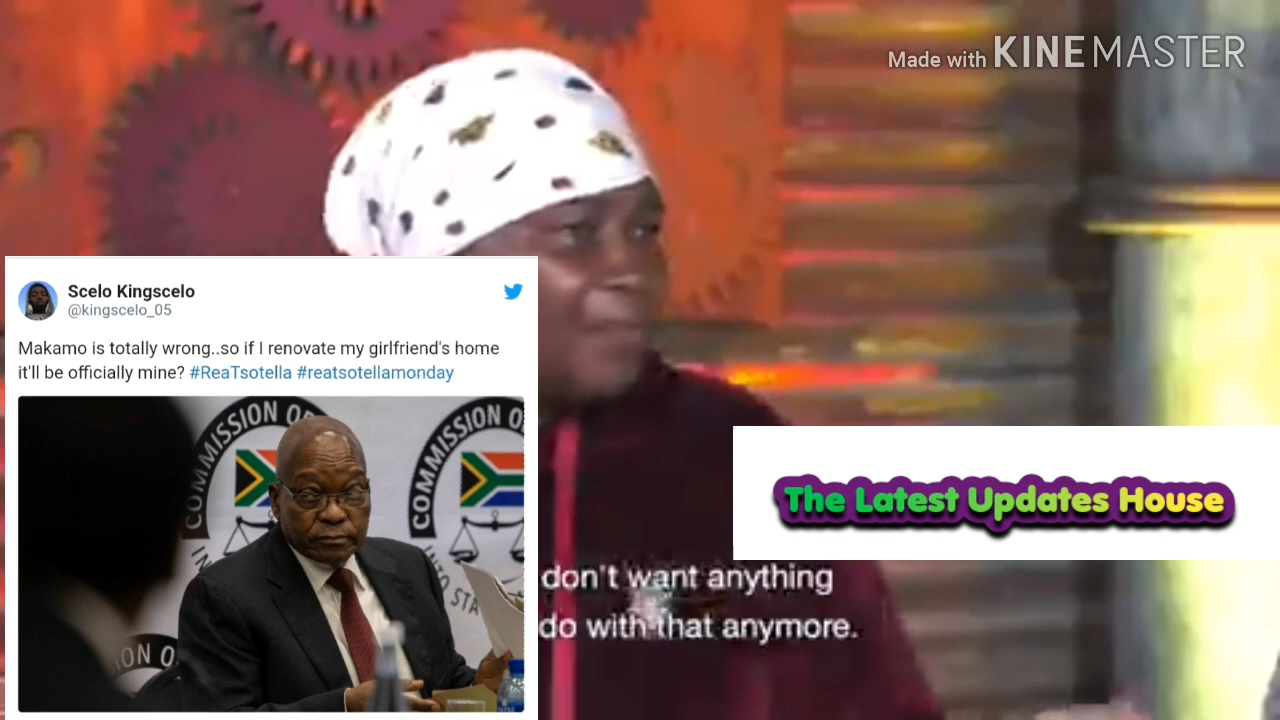 Made with KINEMASTER
Scelo Kingscelo
@kingscelo_05
Makamo is totally wrong..so if I renovate my girlfriend's home
it'll be officially mine? #ReaTsotella #reatsotellamonday
COMMISSION OF
COMMISSION O
INTO STA
ION O
The Latest Updates House
don't want anything
do with that anymore.